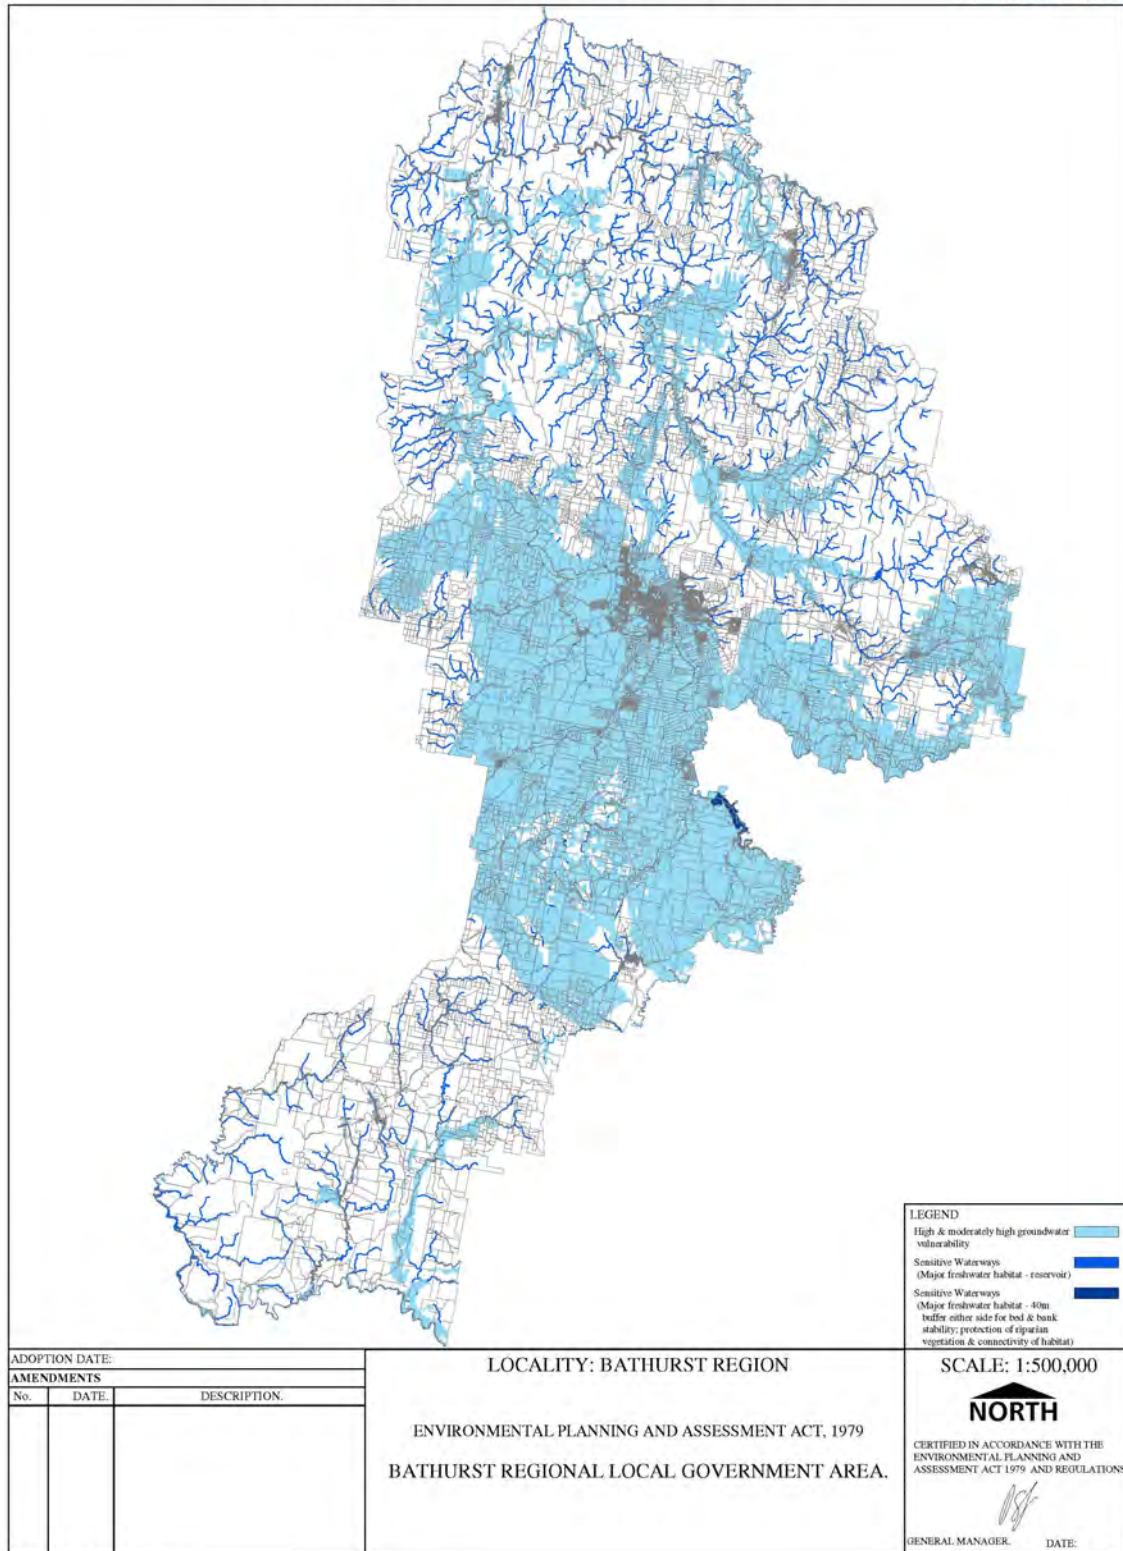 LEGEND
High & moderately high groundwater
vulnerability
Sensitive Waterways
(Major freshwater habitat - reservoir)
Sensitive Waterways
(Major freshwater habitat - 40m
buffer either side for bed & bank
stability; protection of riparian
vegetation & connectivity of habitat)
ADOPTION DATE:
AMENDMENTS
No. DATE. DESCRIPTION.
LOCALITY: BATHURST REGION
ENVIRONMENTAL PLANNING AND ASSESSMENT ACT, 1979
BATHURST REGIONAL LOCAL GOVERNMENT AREA.
SCALE: 1:500,000
NORTH
CERTIFIED IN ACCORDANCE WITH THE
ENVIRONMENTAL PLANNING AND
ASSESSMENT ACT 1979 AND REGULATIONS
GENERAL MANAGER. DATE: